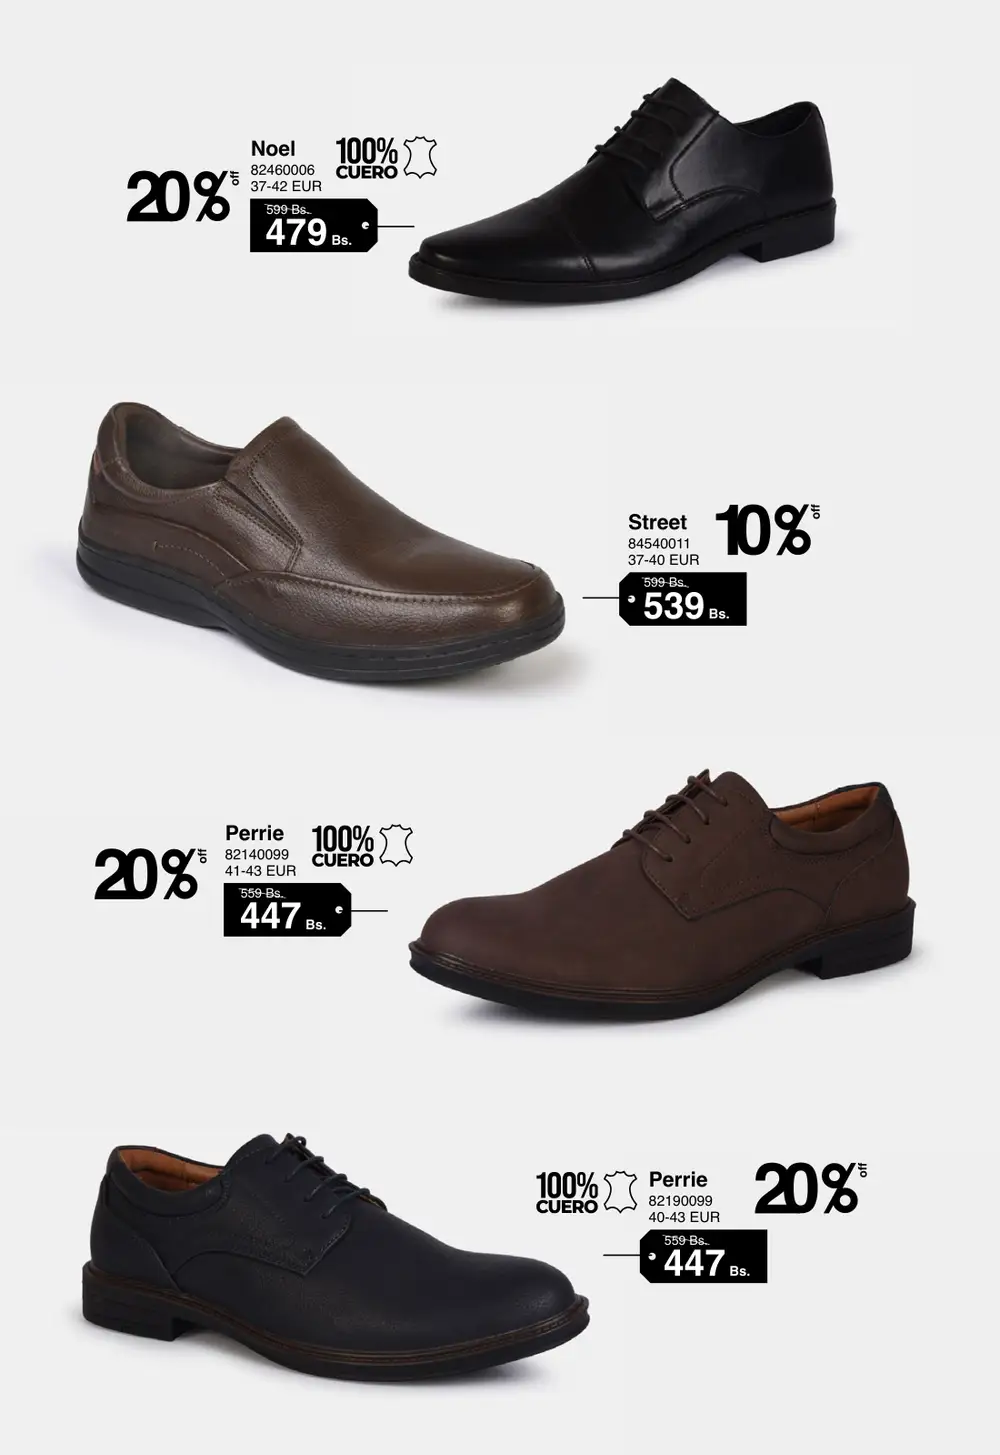 20% off
Noel
82460006
37-42 EUR
100%
CUERO
599 Bs.
479 Bs.
Street
84540011
37-40 EUR
10% off
599 Bs.
539 Bs.
20% off
Perrie
82140099
41-43 EUR
100%
CUERO
559 Bs.
447 Bs.
100%
CUERO
Perrie
82190099
40-43 EUR
20% off
559 Bs.
447 Bs.